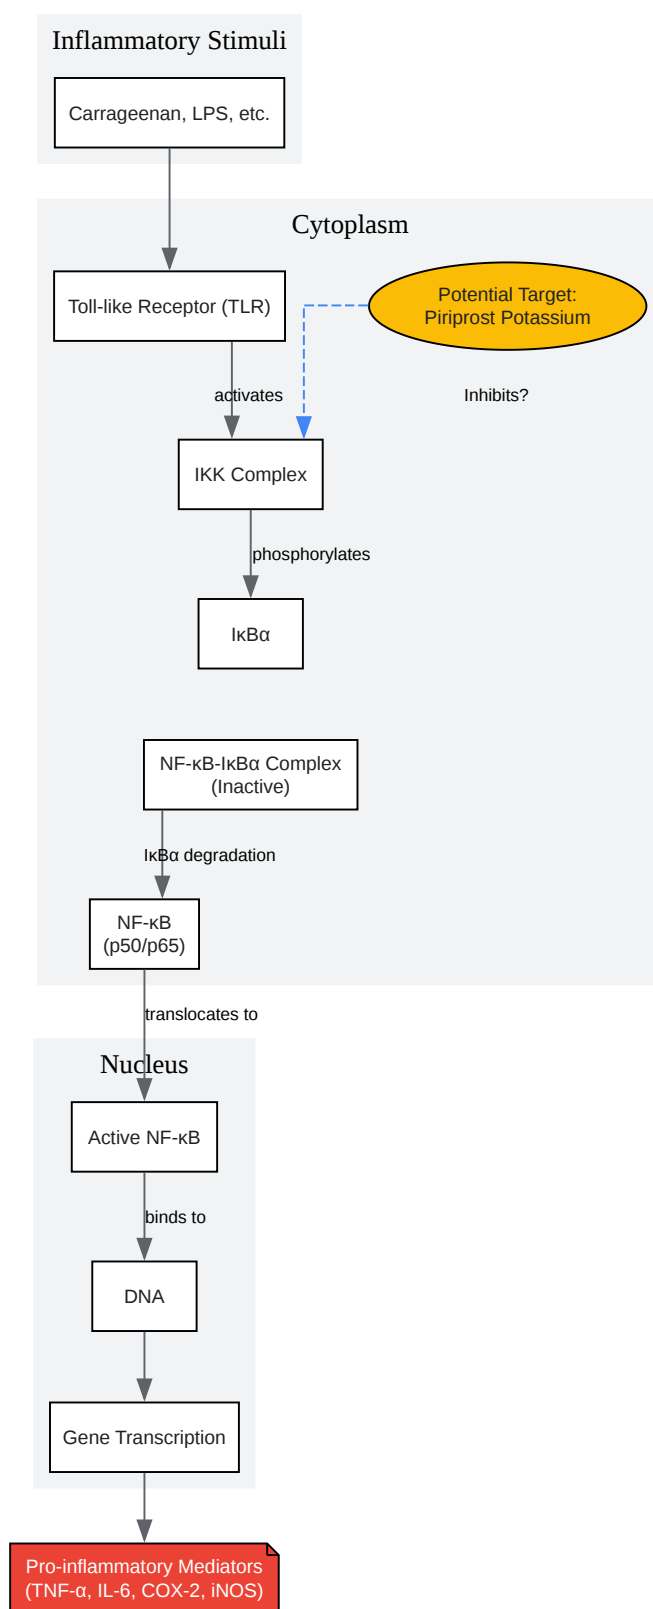 Inflammatory Stimuli
Carrageenan, LPS, etc.
Cytoplasm
Toll-like Receptor (TLR)
Potential Target:
Piriprost Potassium
activates
Inhibits?
IKK Complex
phosphorylates
IκBα
NF-κB-IκBα Complex
(Inactive)
IκBα degradation
NF-κB
(p50/p65)
translocates to
Nucleus
Active NF-κB
binds to
DNA
Gene Transcription
Pro-inflammatory Mediators
(TNF-α, IL-6, COX-2, iNOS)